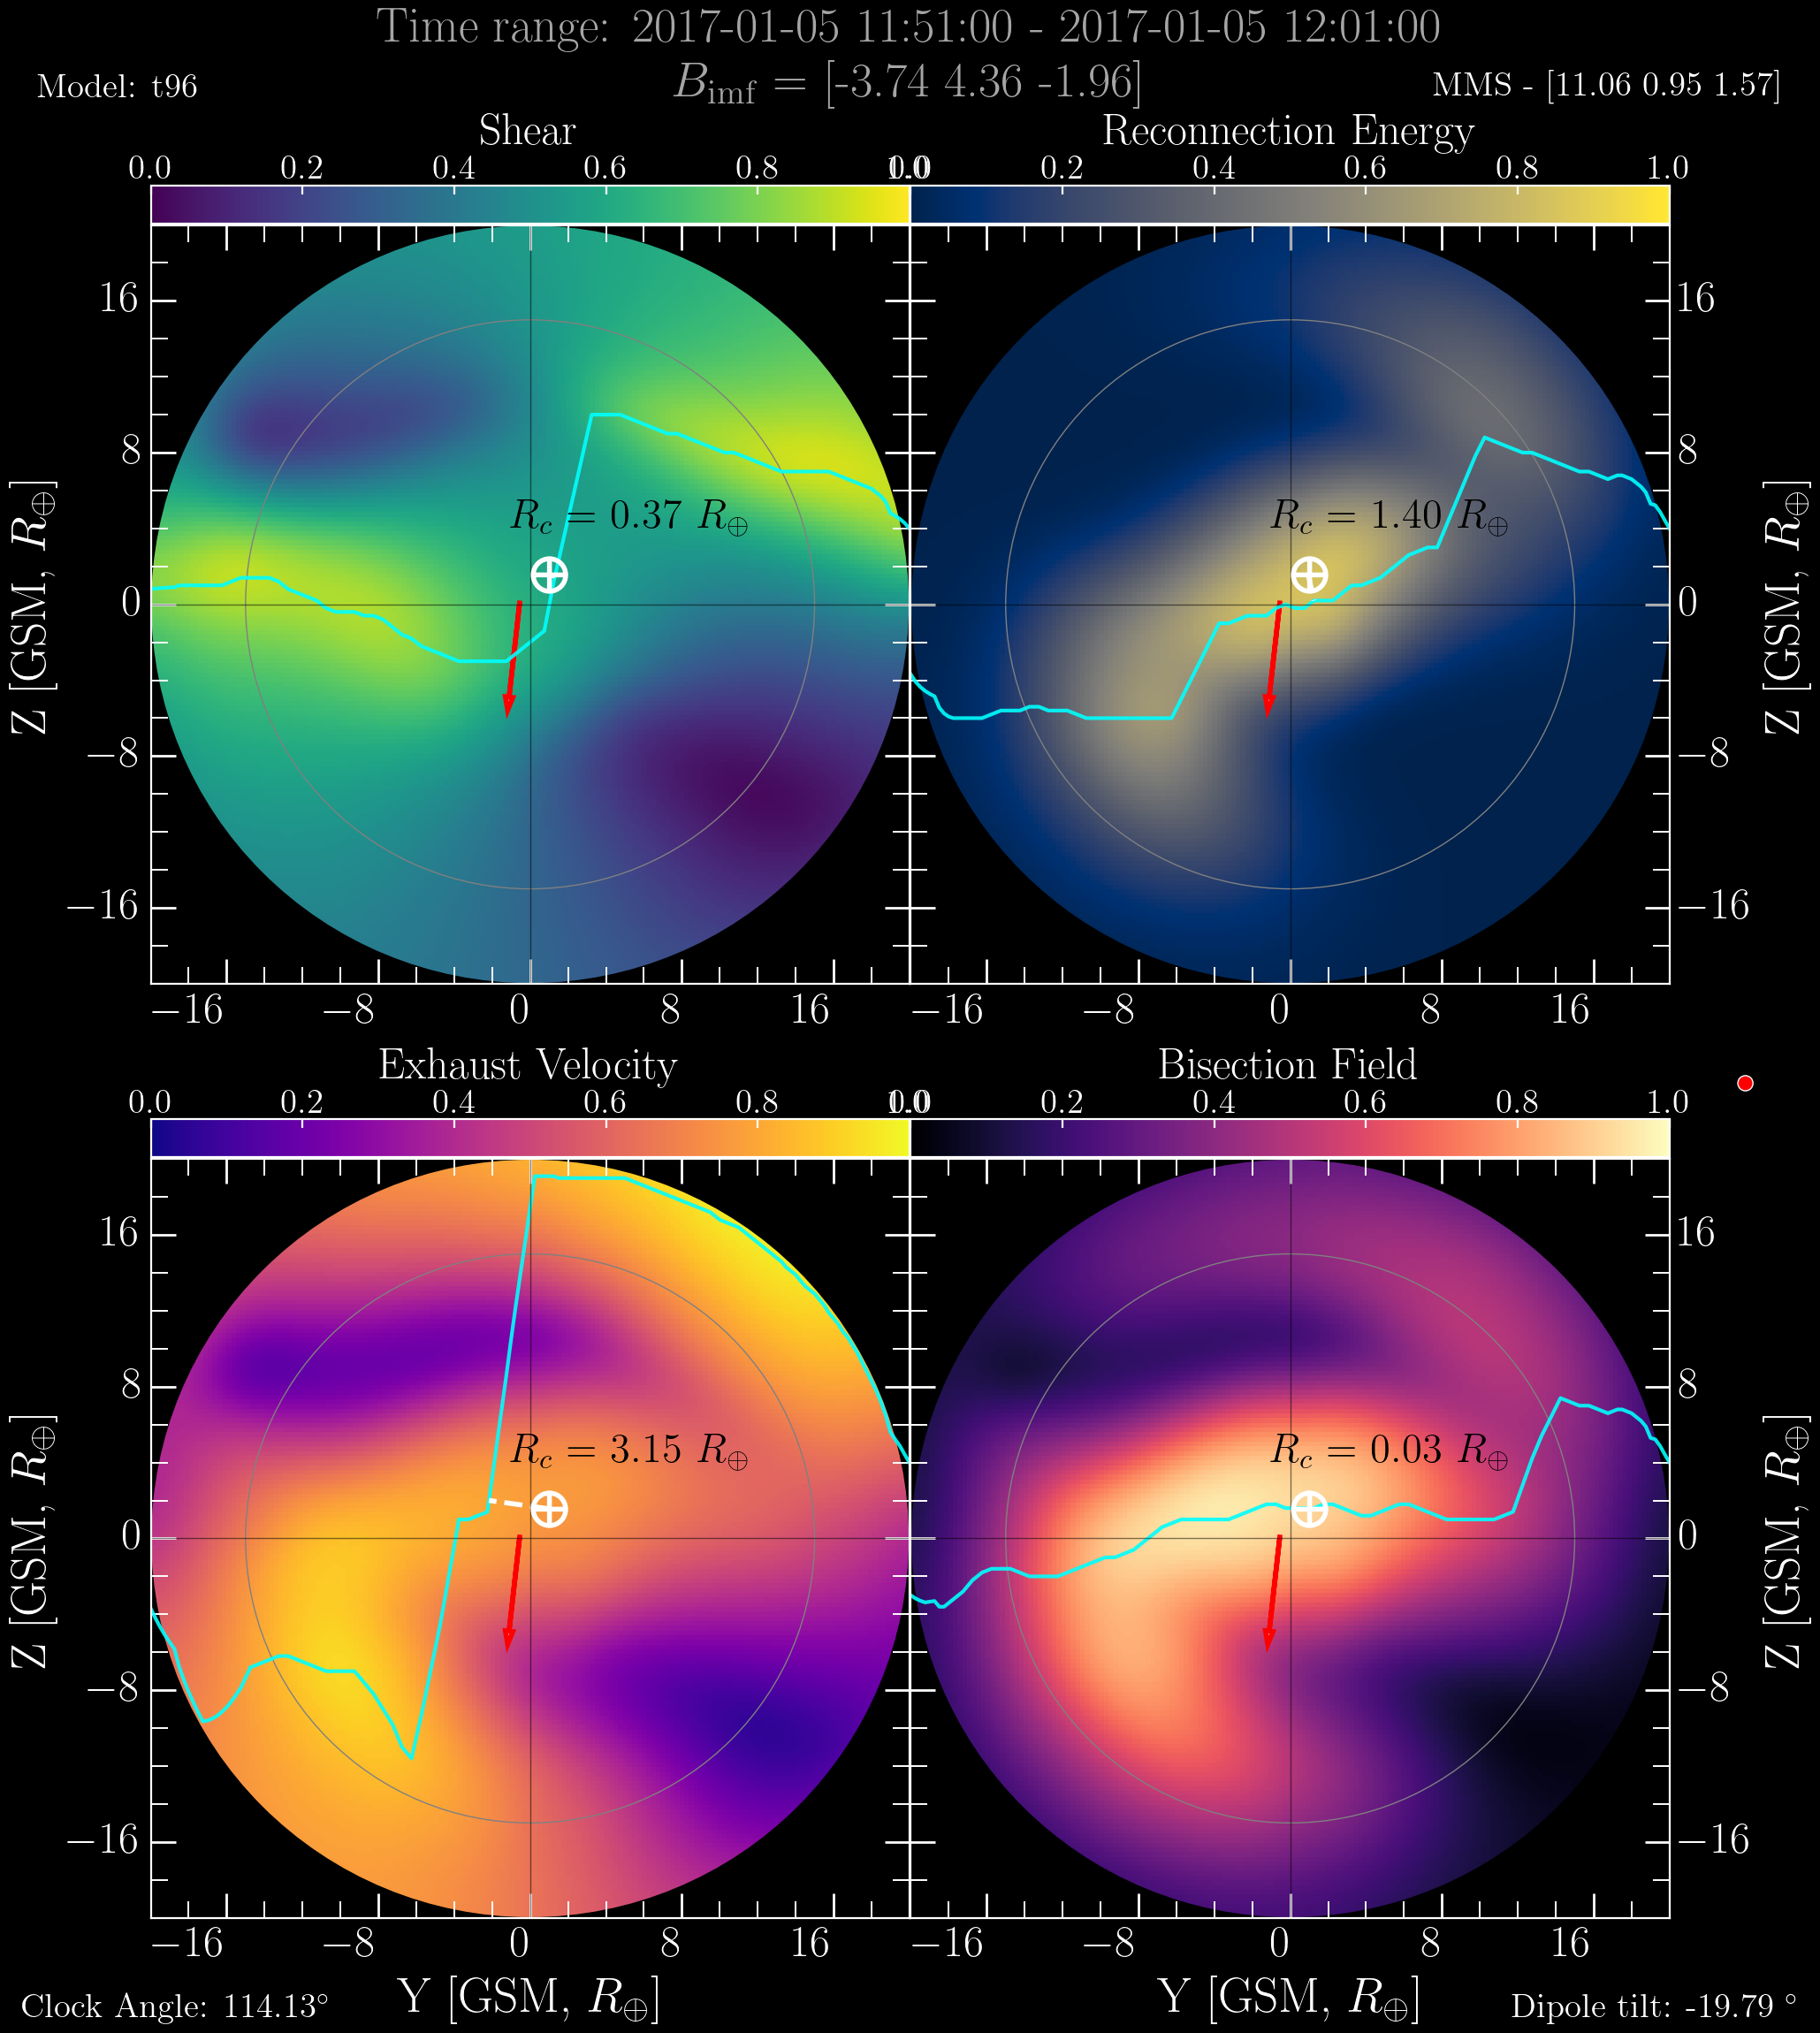 Time range: 2017-01-05 11:51:00 - 2017-01-05 12:01:00
Model: t96
B_imf = [-3.74 4.36 -1.96]
MMS - [11.06 0.95 1.57]
Shear
Reconnection Energy
0.0 0.2 0.4 0.6 0.8 1.0
0.0 0.2 0.4 0.6 0.8 1.0
Z [GSM, R⊕]
16
8
0
−8
−16
R_c = 0.37 R⊕
R_c = 1.40 R⊕
16
8
0
−8
−16
Z [GSM, R⊕]
−16 −8 0 8 16
−16 −8 0 8 16
Exhaust Velocity
Bisection Field
0.0 0.2 0.4 0.6 0.8 1.0
0.0 0.2 0.4 0.6 0.8 1.0
Z [GSM, R⊕]
16
8
0
−8
−16
R_c = 3.15 R⊕
R_c = 0.03 R⊕
16
8
0
−8
−16
Z [GSM, R⊕]
−16 −8 0 8 16
−16 −8 0 8 16
Y [GSM, R⊕]
Y [GSM, R⊕]
Clock Angle: 114.13°
Dipole tilt: -19.79 °